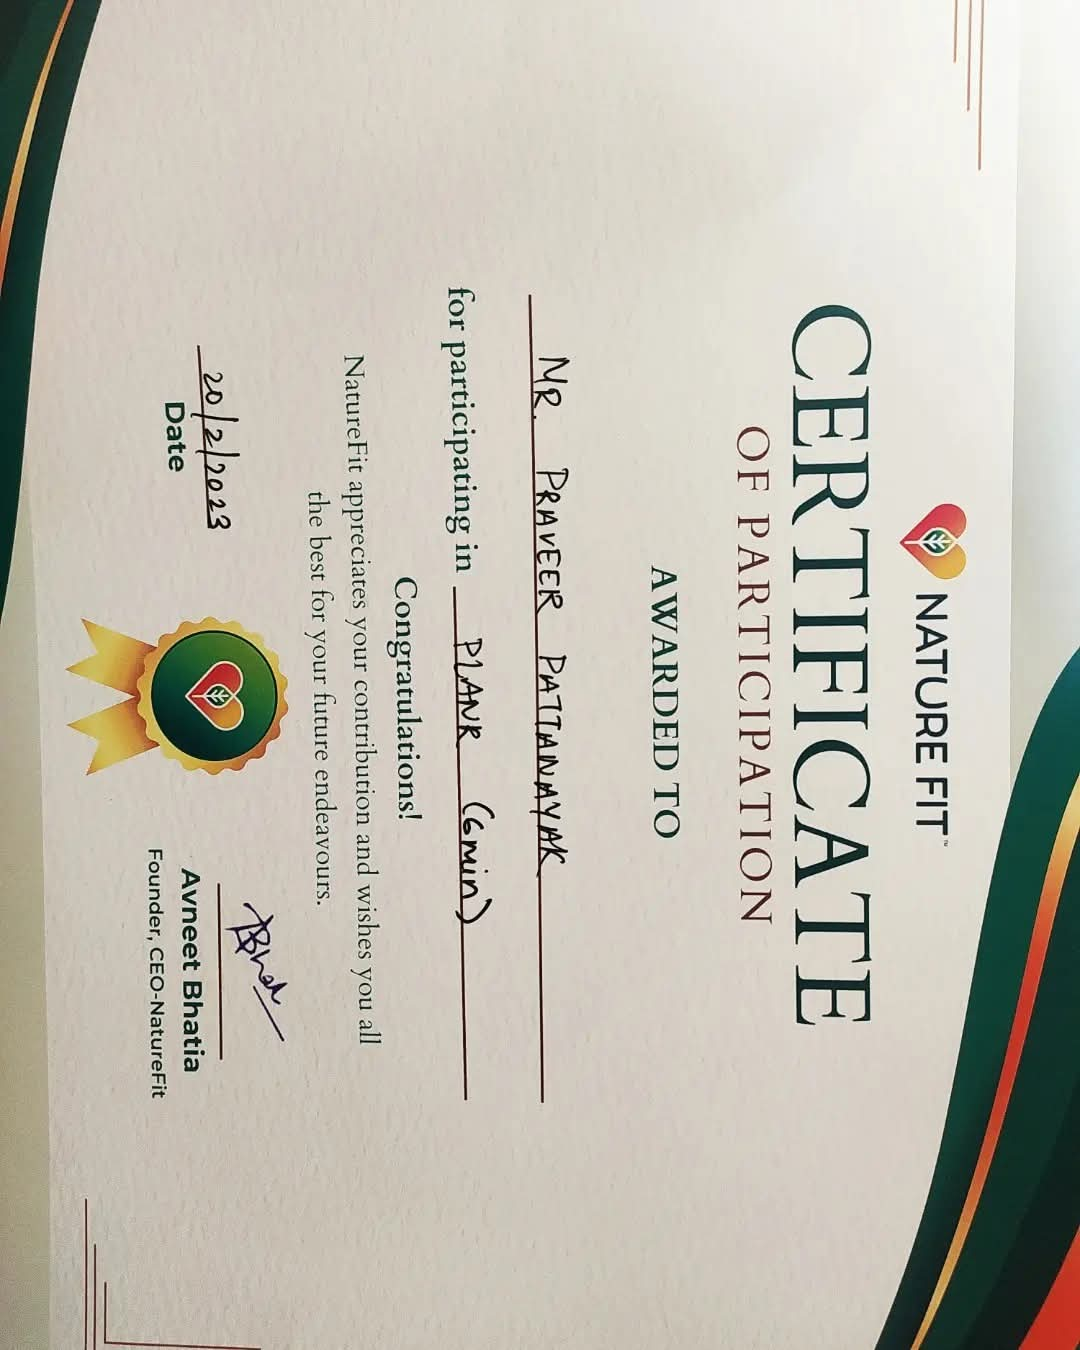 NATURE FIT™
CERTIFICATE
OF PARTICIPATION
AWARDED TO
MR. PRAVEER PATTANAYAK
for participating in PLANK (6min)
Congratulations!
NatureFit appreciates your contribution and wishes you all
the best for your future endeavours.
20/2/2023
Date
Avneet Bhatia
Founder, CEO-NatureFit